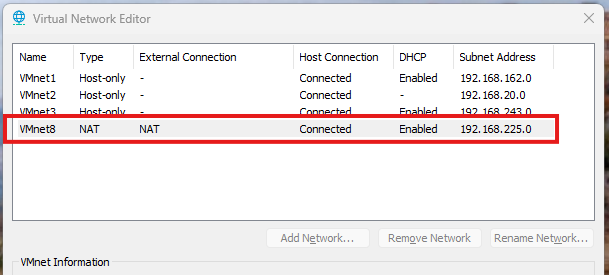 Virtual Network Editor
Name Type External Connection Host Connection DHCP Subnet Address
VMnet1 Host-only - Connected Enabled 192.168.162.0
VMnet2 Host-only - Connected - 192.168.20.0
VMnet3 Host-only - Connected Enabled 192.168.243.0
VMnet8 NAT NAT Connected Enabled 192.168.225.0
Add Network... Remove Network Rename Network...
VMnet Information